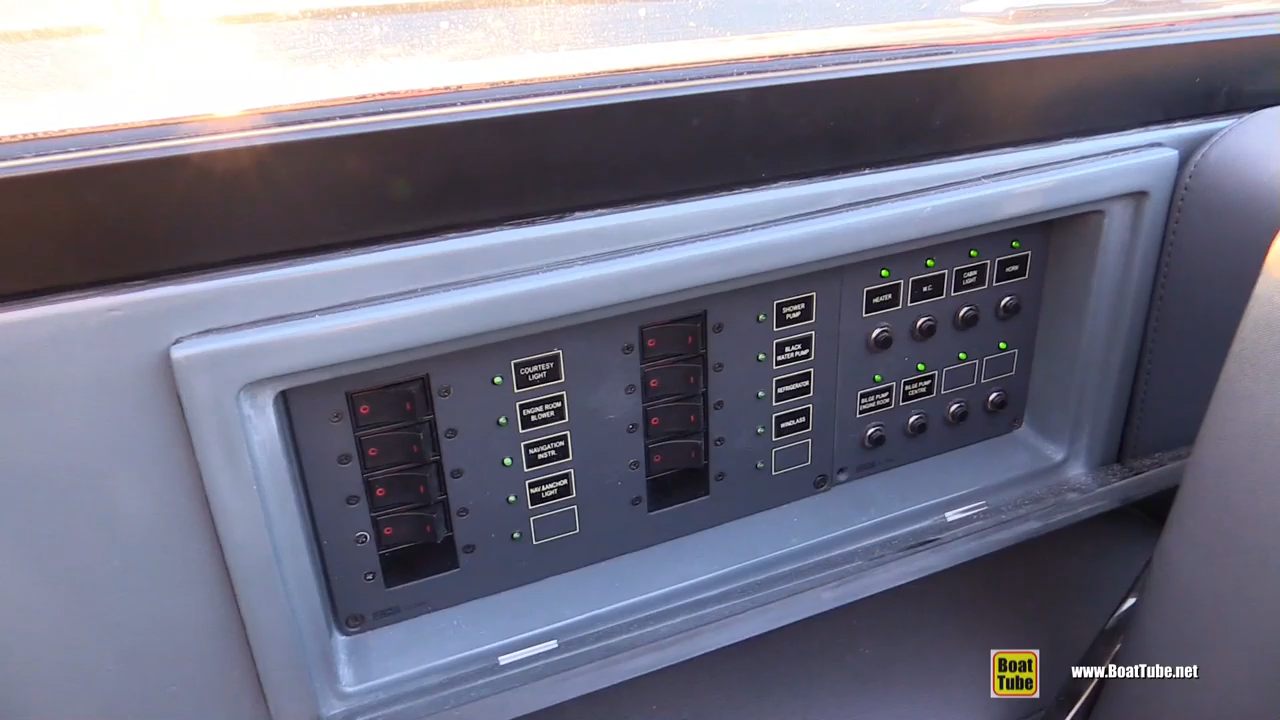 COURTESY
LIGHT
ENGINE ROOM
BLOWER
NAVIGATION
INSTR.
NAV.&ANCHOR
LIGHT
SHOWER
PUMP
BLACK
WATER PUMP
REFRIGERATOR
WINDLASS
HEATER
W.C.
CABIN
LIGHT
HORN
BILGE PUMP
ENGINE ROOM
BILGE PUMP
CENTRE
Boat
Tube
www.BoatTube.net